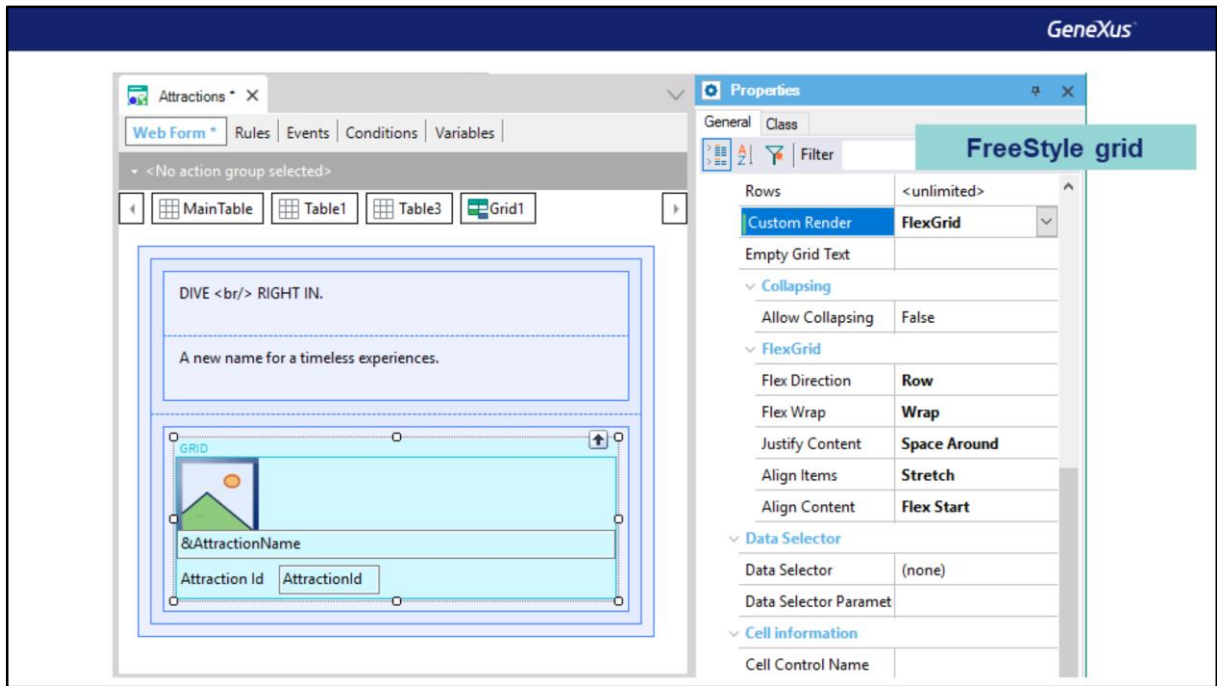 GeneXus™
Attractions *
Web Form * Rules Events Conditions Variables
<No action group selected>
MainTable Table1 Table3 Grid1
DIVE <br/> RIGHT IN.
A new name for a timeless experiences.
GRID
&AttractionName
Attraction Id AttractionId
Properties
General Class
Filter
FreeStyle grid
Rows <unlimited>
Custom Render FlexGrid
Empty Grid Text
Collapsing
Allow Collapsing False
FlexGrid
Flex Direction Row
Flex Wrap Wrap
Justify Content Space Around
Align Items Stretch
Align Content Flex Start
Data Selector
Data Selector (none)
Data Selector Paramet
Cell information
Cell Control Name